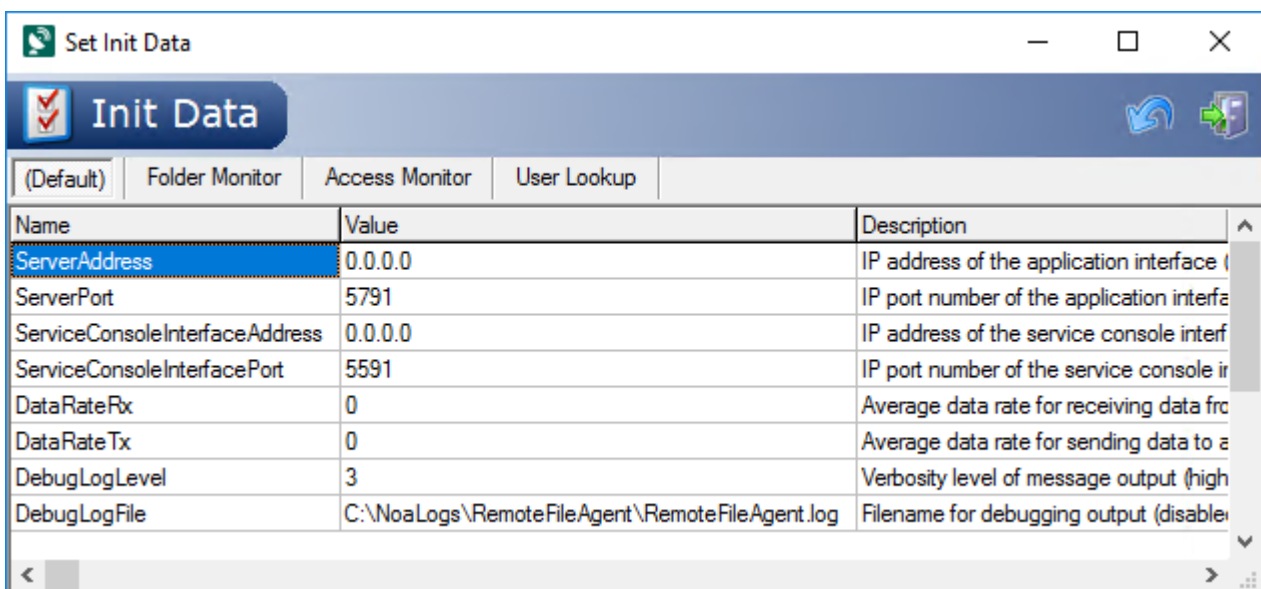 Set Init Data
Init Data
(Default) Folder Monitor Access Monitor User Lookup
Name Value Description
ServerAddress 0.0.0.0 IP address of the application interface (
ServerPort 5791 IP port number of the application interfa
ServiceConsoleInterfaceAddress 0.0.0.0 IP address of the service console interf
ServiceConsoleInterfacePort 5591 IP port number of the service console in
DataRateRx 0 Average data rate for receiving data fro
DataRateTx 0 Average data rate for sending data to a
DebugLogLevel 3 Verbosity level of message output (high
DebugLogFile C:\NoaLogs\RemoteFileAgent\RemoteFileAgent.log Filename for debugging output (disable